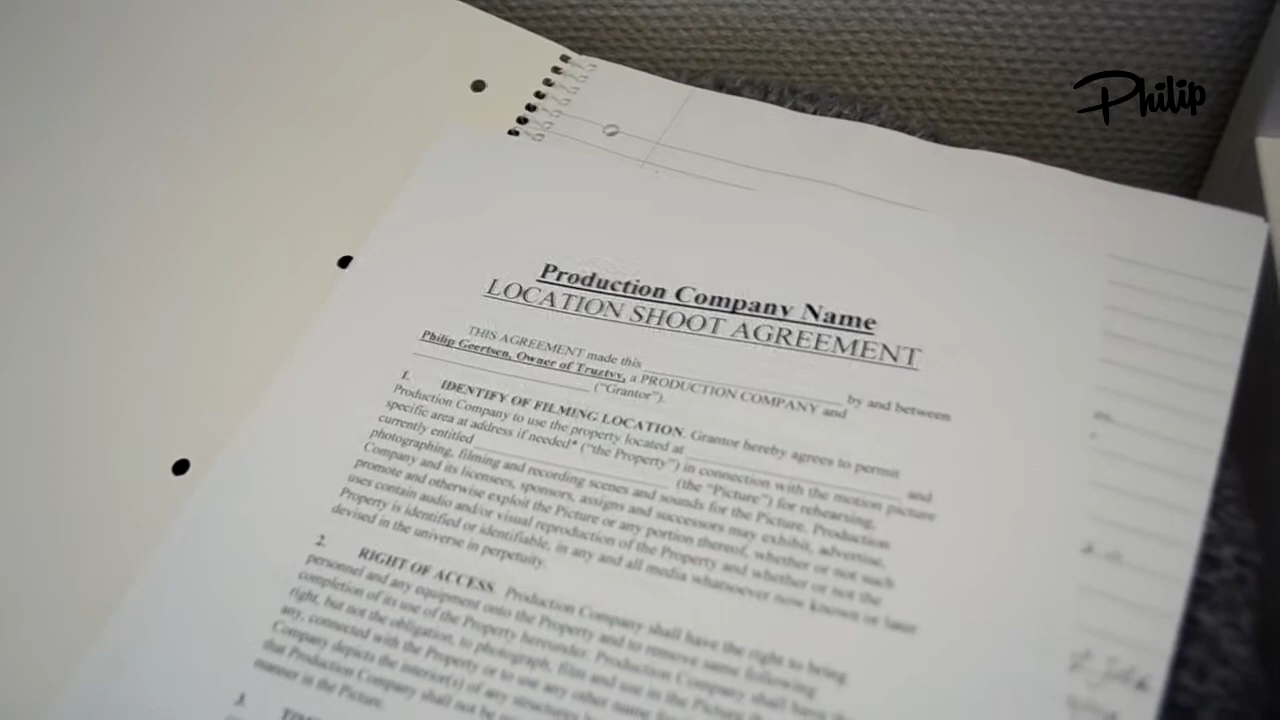 Philip
Production Company Name
LOCATION SHOOT AGREEMENT
THIS AGREEMENT made this ____________ by and between
Philip Geertsen, Owner of Truztvy, a PRODUCTION COMPANY and
____________ ("Grantor").
1. IDENTIFY OF FILMING LOCATION. Grantor hereby agrees to permit
Production Company to use the property located at ____________ and
specific area at address if needed* ("the Property") in connection with the motion picture
currently entitled ____________ (the "Picture") for rehearsing,
photographing, filming and recording scenes and sounds for the Picture. Production
Company and its licensees, sponsors, assigns and successors may exhibit, advertise,
promote and otherwise exploit the Picture or any portion thereof, whether or not such
uses contain audio and/or visual reproduction of the Property and whether or not the
Property is identified or identifiable, in any and all media whatsoever now known or later
devised in the universe in perpetuity.
2. RIGHT OF ACCESS. Production Company shall have the right to bring
personnel and any equipment onto the Property and to remove same following
completion of its use of the Property hereunder. Production Company shall have the
right, but not the obligation, to photograph, film and use in the Picture
any, connected with the Property or to use any other name
Company depicts the interior(s) of any structures
that Production Company shall not be
manner in the Picture.
3.